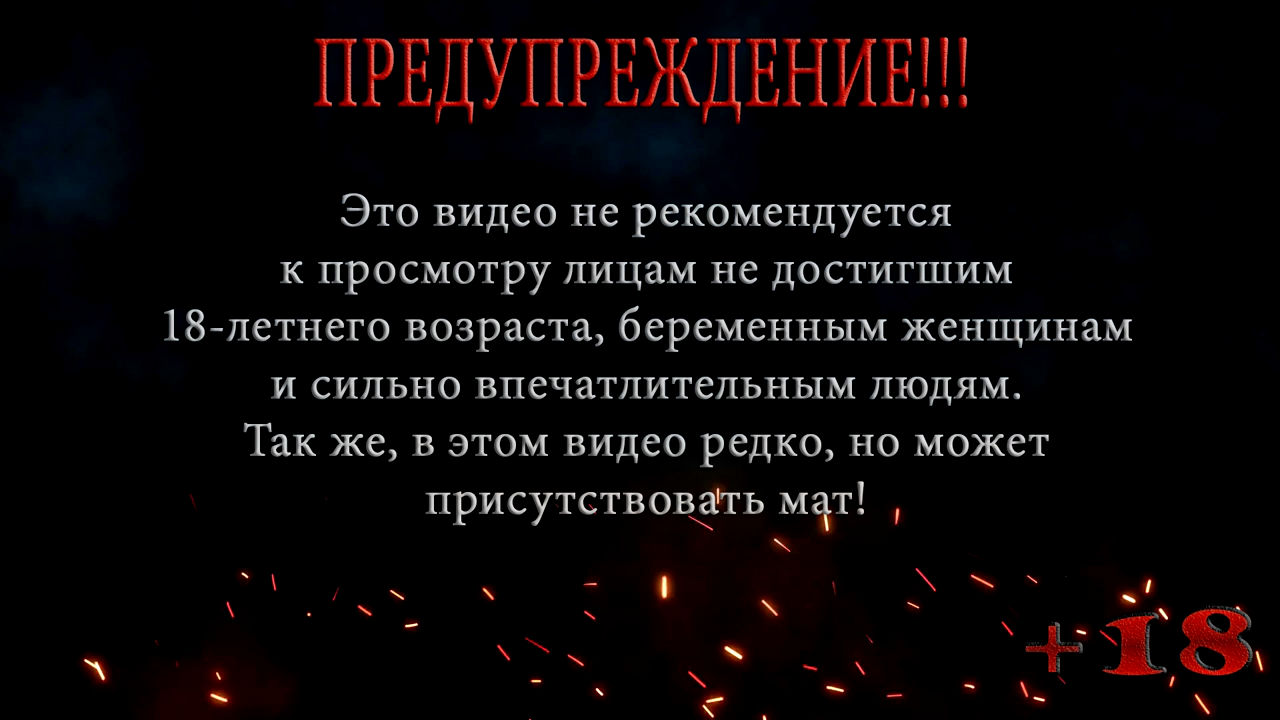 ПРЕДУПРЕЖДЕНИЕ!!!
Это видео не рекомендуется
к просмотру лицам не достигшим
18-летнего возраста, беременным женщинам
и сильно впечатлительным людям.
Так же, в этом видео редко, но может
присутствовать мат!
+18